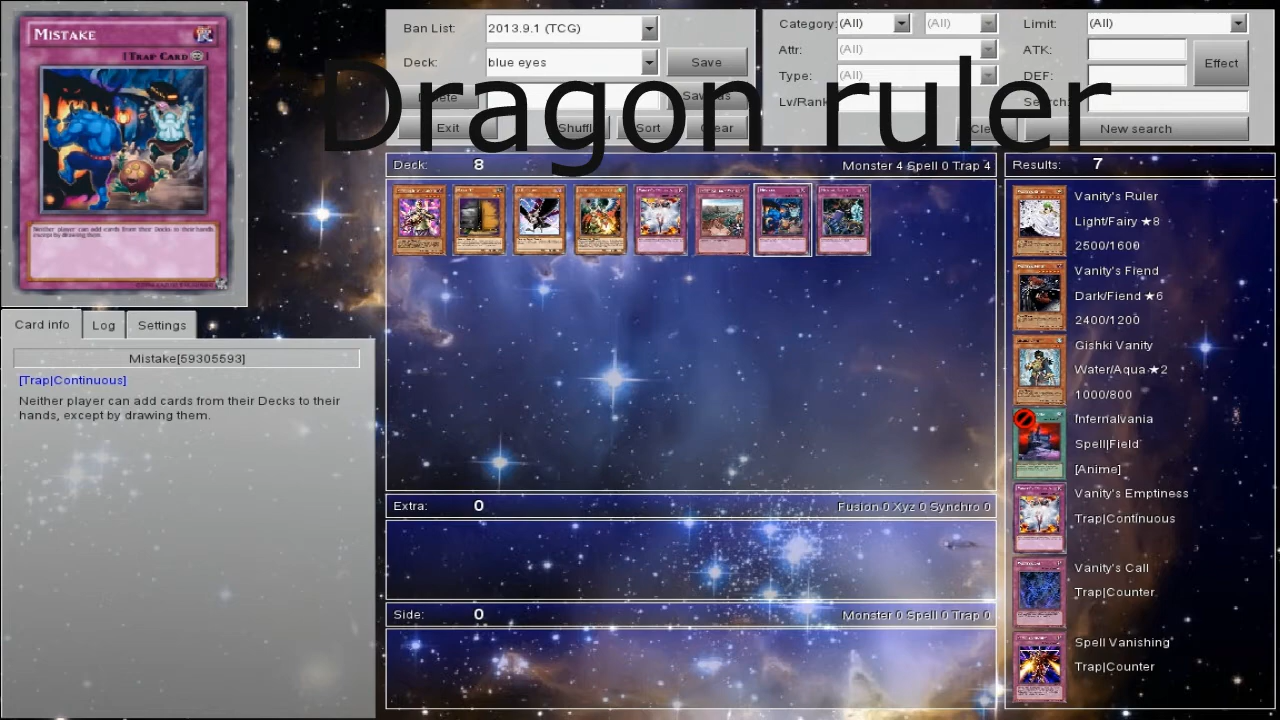 MISTAKE
[TRAP CARD]
Neither player can add cards from their Decks to their hands,
except by drawing them.
Card info
Log
Settings
Mistake[59305593]
[Trap|Continuous]
Neither player can add cards from their Decks to their
hands, except by drawing them.
Ban List:
2013.9.1 (TCG)
Deck:
blue eyes
Save
Delete
Save as
Exit
Shuffle
Sort
Clear
Dragon ruler
Category:
(All)
(All)
Limit:
(All)
Attr:
(All)
ATK:
Type:
(All)
DEF:
Effect
Lv/Rank
Search:
New search
Deck:
8
Monster 4 Spell 0 Trap 4
Results:
7
Vanity's Ruler
Light/Fairy ★8
2500/1600
Vanity's Fiend
Dark/Fiend ★6
2400/1200
Gishki Vanity
Water/Aqua ★2
1000/800
Infernalvania
Spell|Field
[Anime]
Vanity's Emptiness
Trap|Continuous
Vanity's Call
Trap|Counter
Spell Vanishing
Trap|Counter
Extra:
0
Fusion 0 Xyz 0 Synchro 0
Side:
0
Monster 0 Spell 0 Trap 0